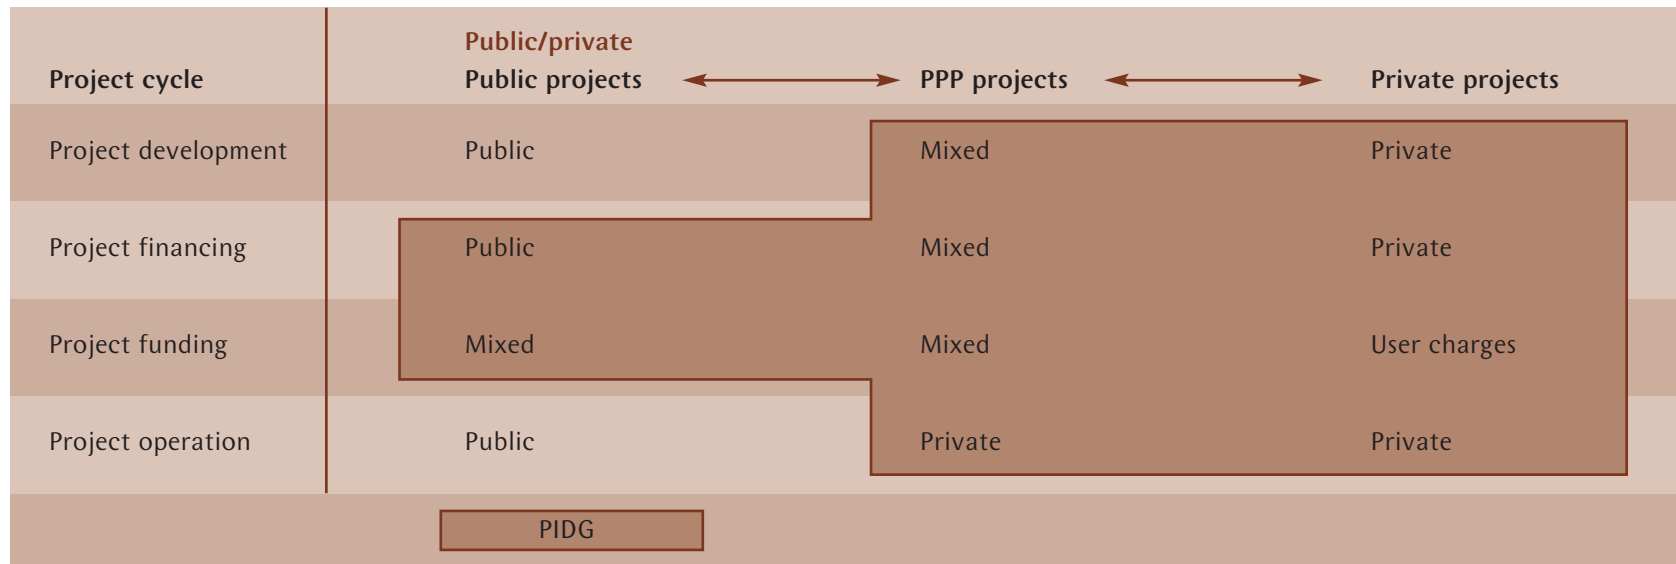 Public/private
Project cycle Public projects PPP projects Private projects
Project development Public Mixed Private
Project financing Public Mixed Private
Project funding Mixed Mixed User charges
Project operation Public Private Private
PIDG